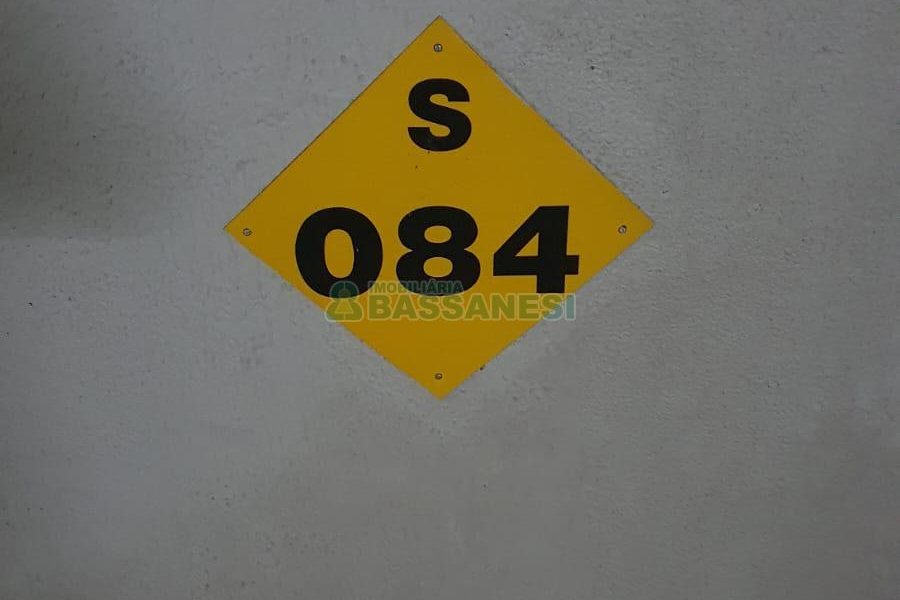 S
084
IMOBILIÁRIA
BASSANESI